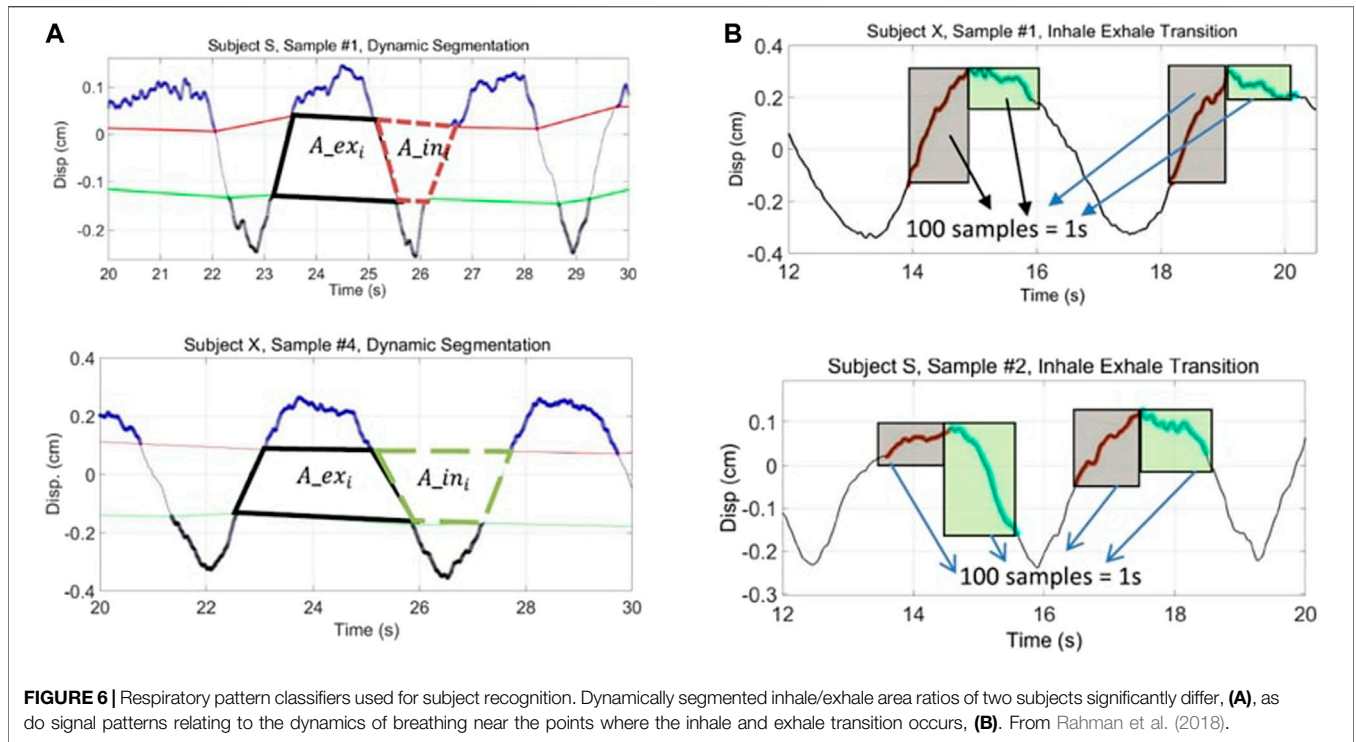 A
Subject S, Sample #1, Dynamic Segmentation
0.1
0
-0.1
-0.2
Disp (cm)
A_ex_i
A_in_i
20 21 22 23 24 25 26 27 28 29 30
Time (s)
Subject X, Sample #4, Dynamic Segmentation
0.4
0.2
0
-0.2
-0.4
Disp. (cm)
A_ex_i
A_in_i
20 22 24 26 28 30
Time (s)
B
Subject X, Sample #1, Inhale Exhale Transition
0.4
0.2
0
-0.2
-0.4
Disp (cm)
100 samples = 1s
12 14 16 18 20
Time (s)
Subject S, Sample #2, Inhale Exhale Transition
0.1
0
-0.1
-0.2
-0.3
Disp (cm)
100 samples = 1s
12 14 16 18 20
Time (s)
FIGURE 6 | Respiratory pattern classifiers used for subject recognition. Dynamically segmented inhale/exhale area ratios of two subjects significantly differ, (A), as
do signal patterns relating to the dynamics of breathing near the points where the inhale and exhale transition occurs, (B). From Rahman et al. (2018).